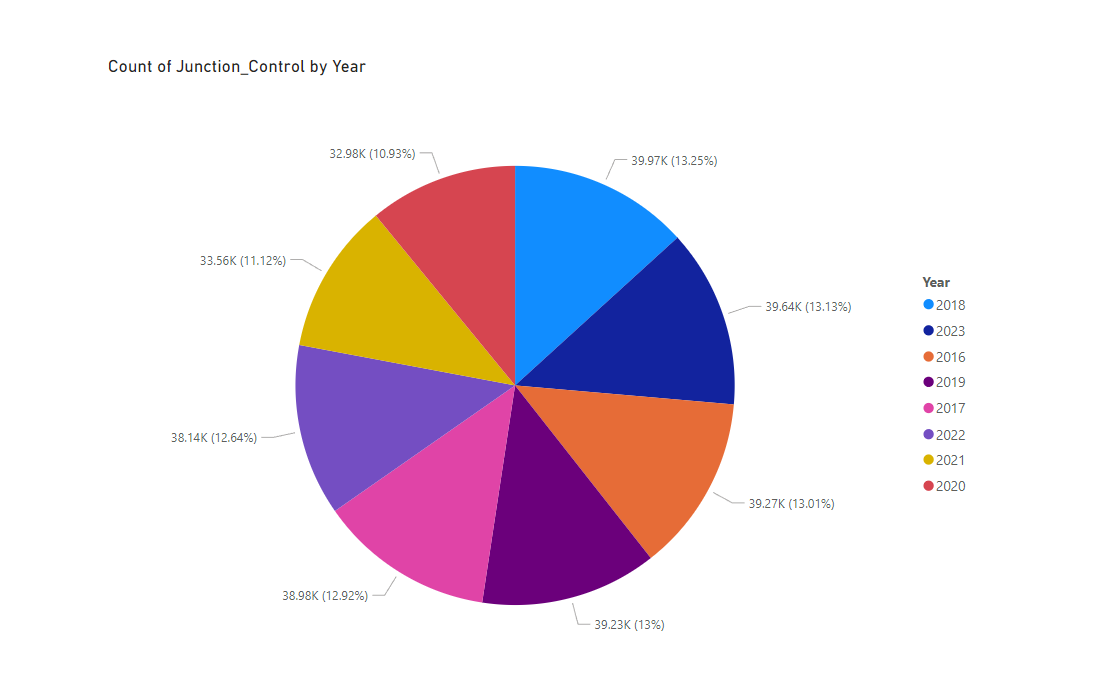 Count of Junction_Control by Year
32.98K (10.93%)
39.97K (13.25%)
33.56K (11.12%)
39.64K (13.13%)
38.14K (12.64%)
39.27K (13.01%)
38.98K (12.92%)
39.23K (13%)
Year
2018
2023
2016
2019
2017
2022
2021
2020